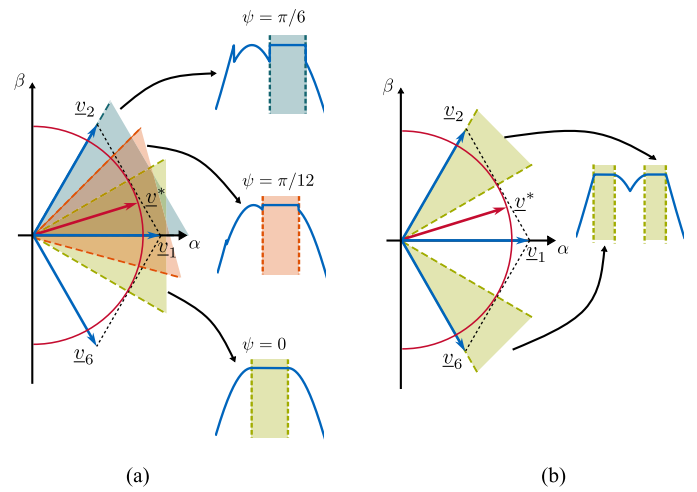 ψ = π/6
β
v₂
v*
α
v₁
v₆
ψ = π/12
ψ = 0
(a)
β
v₂
v*
α
v₁
v₆
(b)